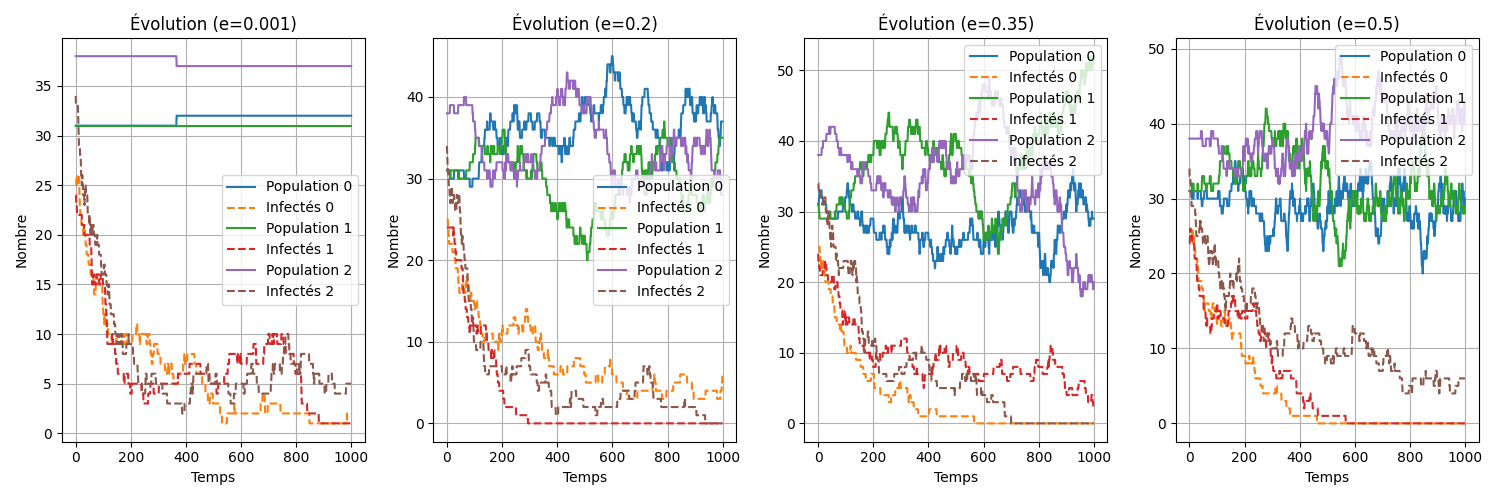 Évolution (e=0.001)
Nombre
35
30
25
20
15
10
5
0
0 200 400 600 800 1000
Temps
Population 0
Infectés 0
Population 1
Infectés 1
Population 2
Infectés 2
Évolution (e=0.2)
Nombre
40
30
20
10
0
0 200 400 600 800 1000
Temps
Population 0
Infectés 0
Population 1
Infectés 1
Population 2
Infectés 2
Évolution (e=0.35)
Nombre
50
40
30
20
10
0
0 200 400 600 800 1000
Temps
Population 0
Infectés 0
Population 1
Infectés 1
Population 2
Infectés 2
Évolution (e=0.5)
Nombre
50
40
30
20
10
0
0 200 400 600 800 1000
Temps
Population 0
Infectés 0
Population 1
Infectés 1
Population 2
Infectés 2